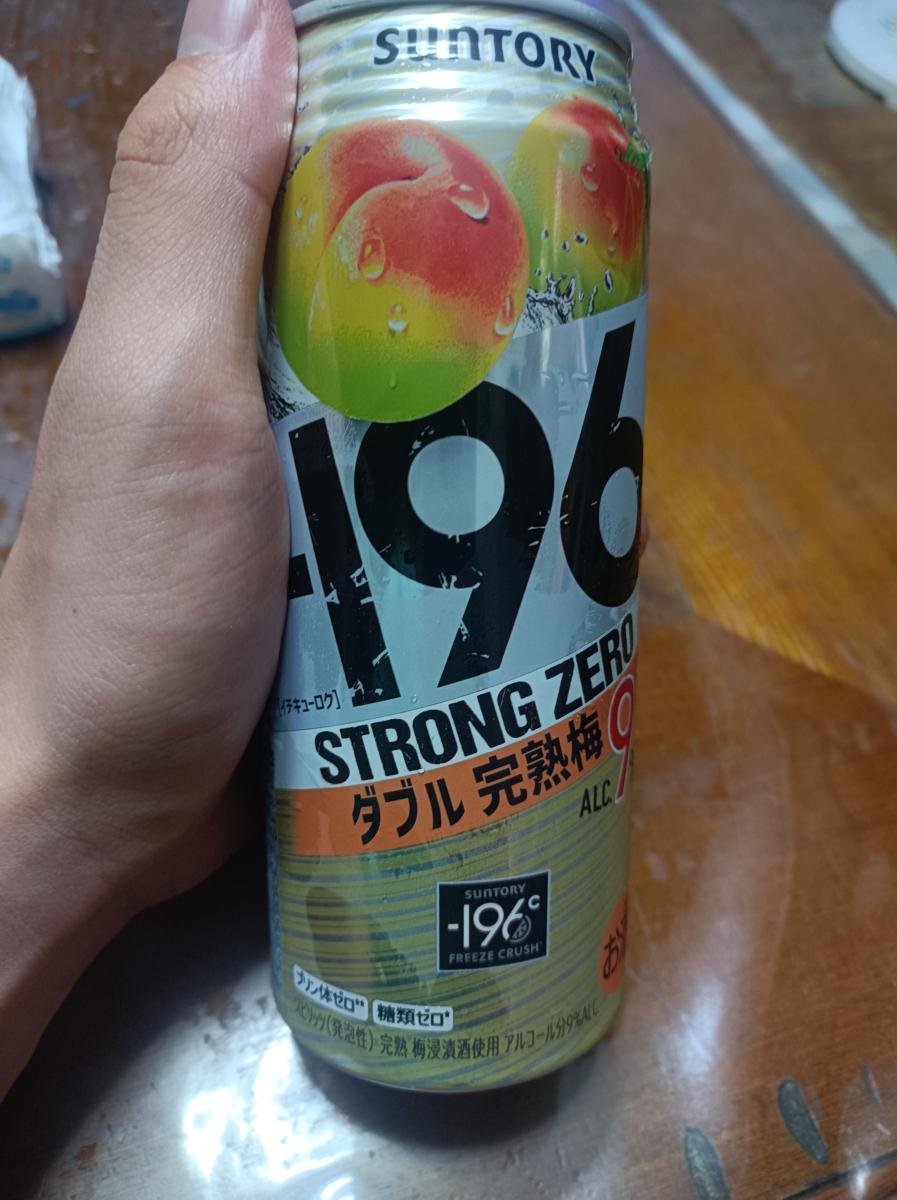 SUNTORY
-196
[イチキューロク]
STRONG ZERO
ダブル 完熟梅
ALC. 9%
SUNTORY
-196℃
FREEZE CRUSH
お
プリン体ゼロ** 糖類ゼロ*
スピリッツ(発泡性) 完熟 梅浸漬酒使用 アルコール分9%ALC